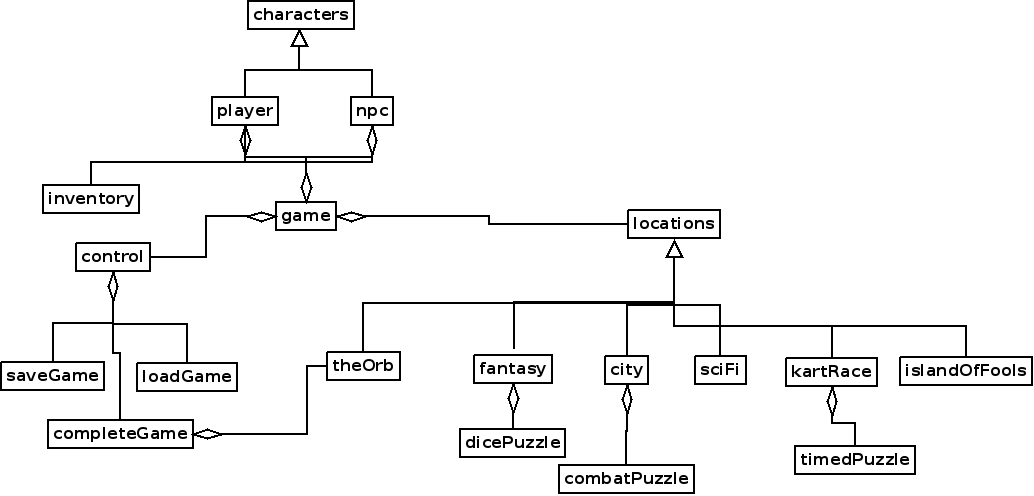 characters
player
npc
inventory
game
locations
control
theOrb
fantasy
city
sciFi
kartRace
islandOfFools
saveGame
loadGame
completeGame
dicePuzzle
timedPuzzle
combatPuzzle